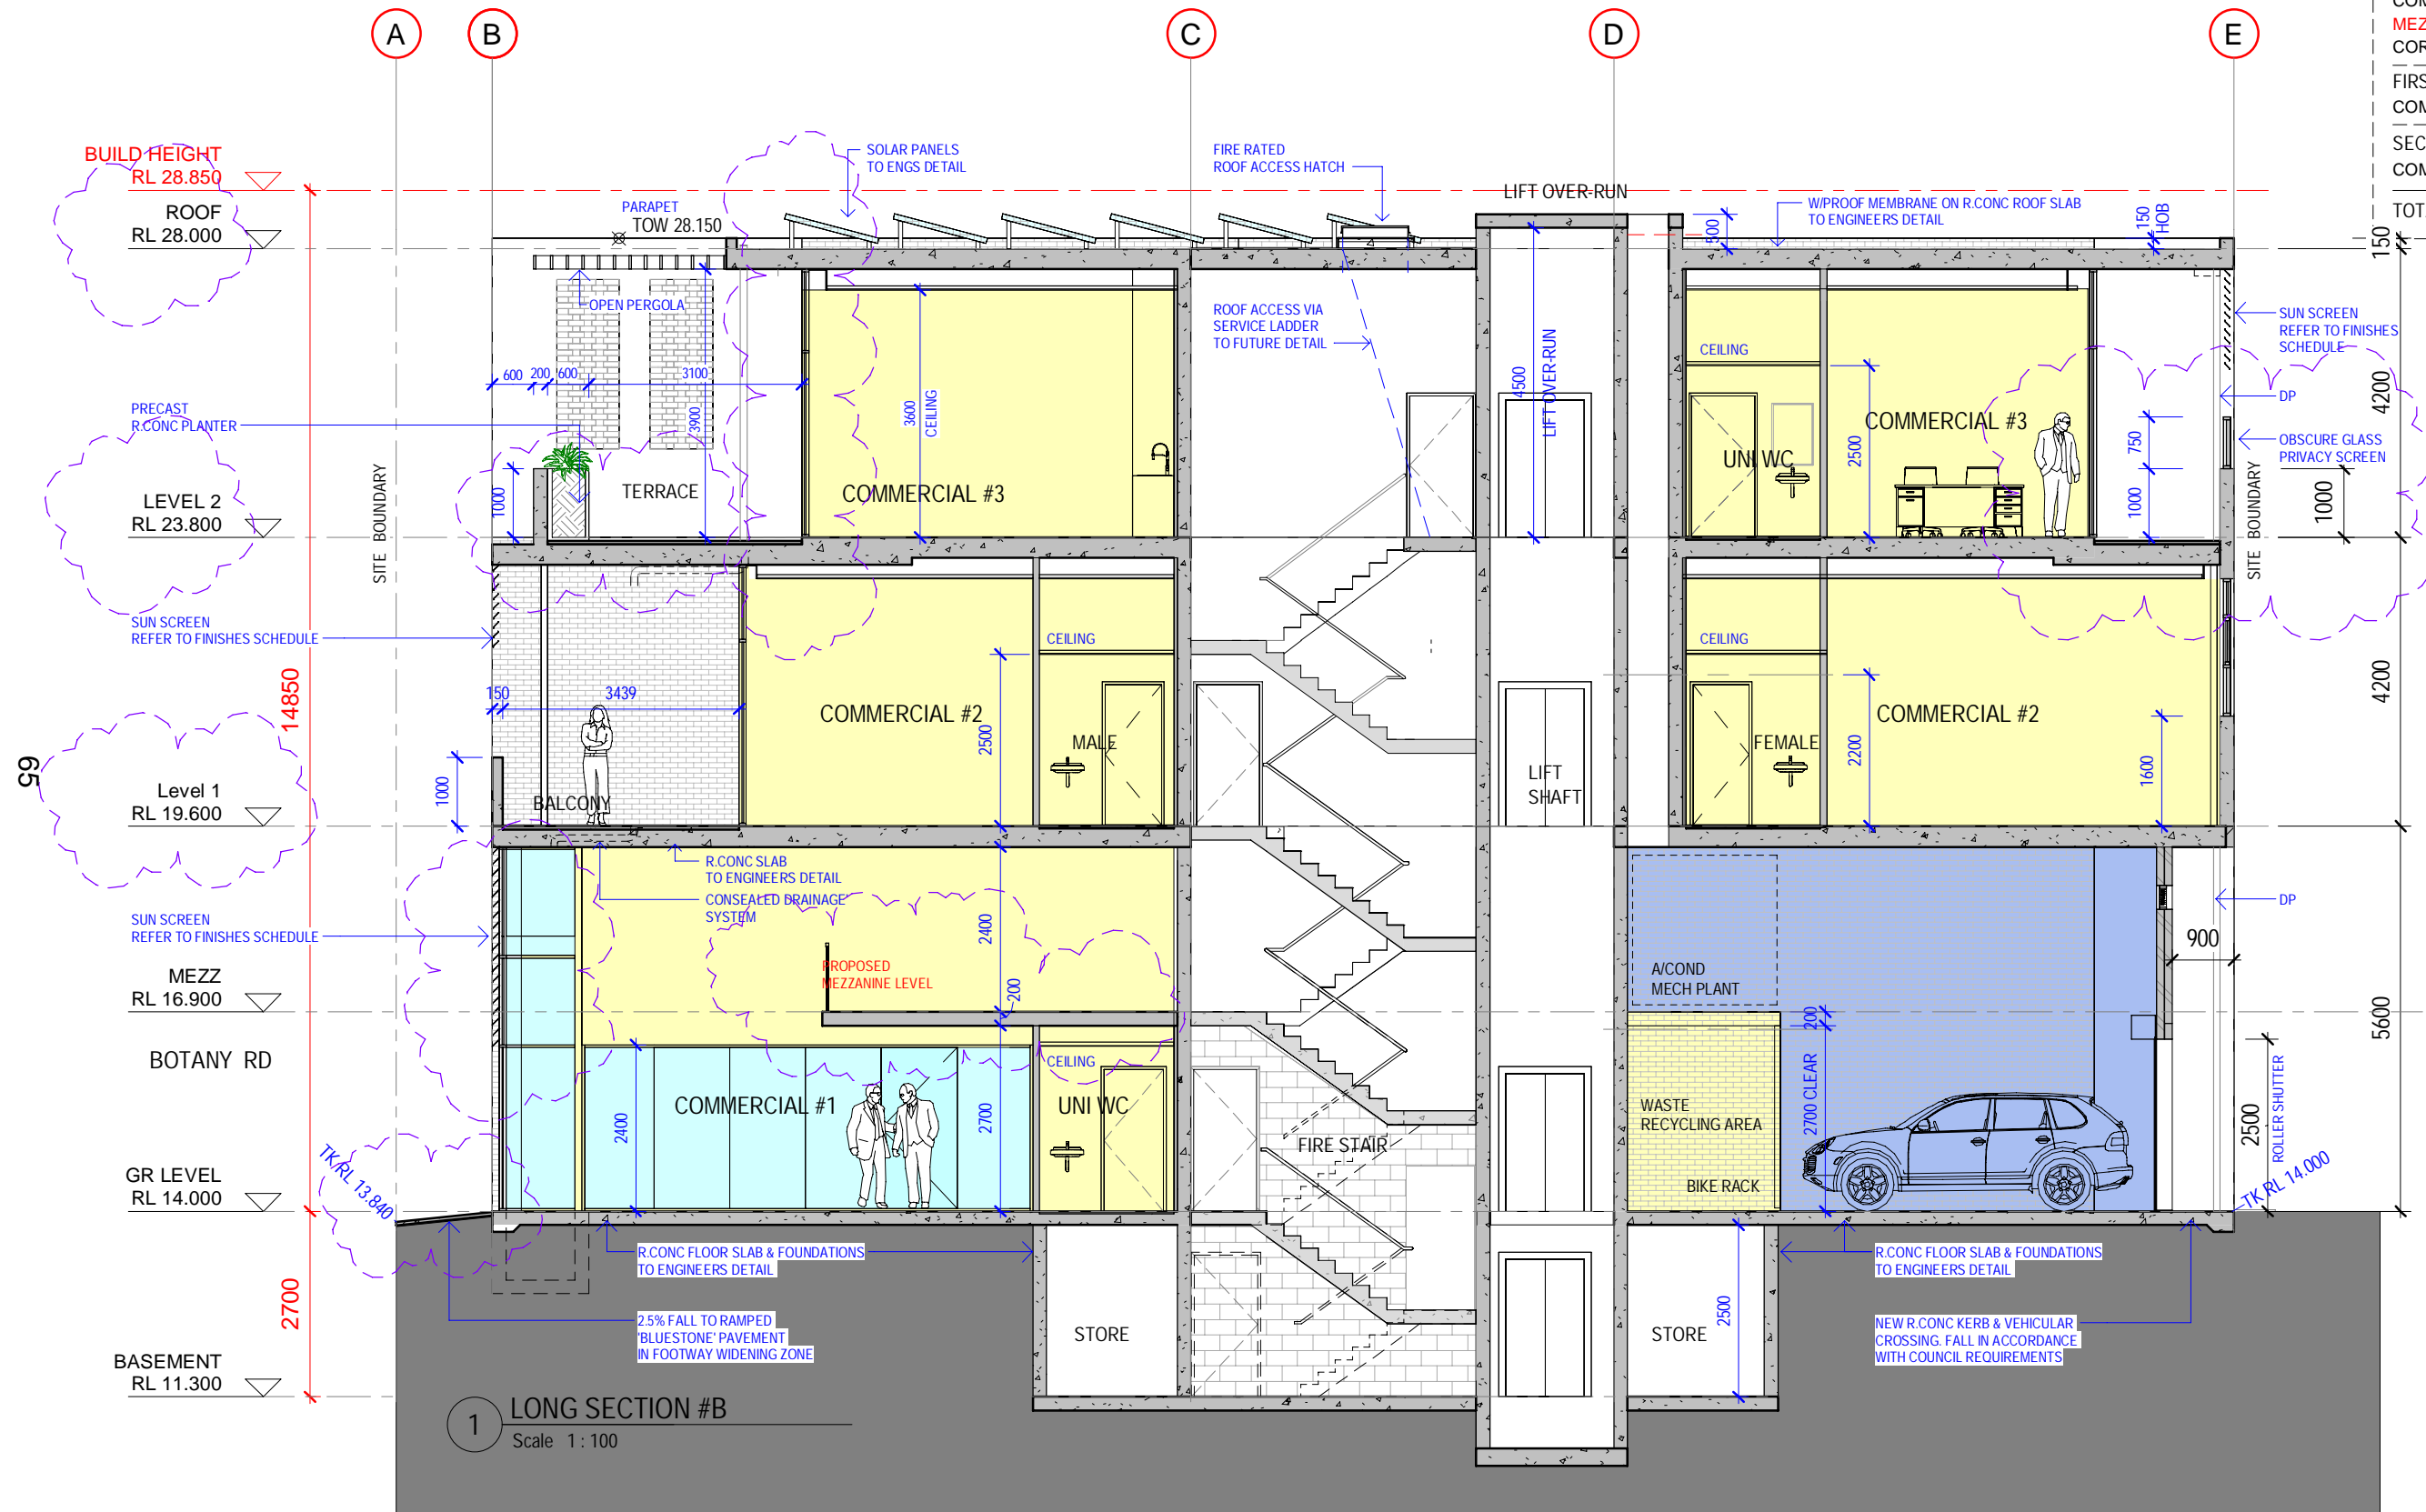 A
B
C
D
E
COM
MEZ
COR
FIRS
COM
SEC
COM
TOT
BUILD HEIGHT
RL 28.850
ROOF
RL 28.000
LEVEL 2
RL 23.800
Level 1
RL 19.600
MEZZ
RL 16.900
BOTANY RD
GR LEVEL
RL 14.000
BASEMENT
RL 11.300
65
14850
2700
SITE BOUNDARY
PRECAST
R.CONC PLANTER
SUN SCREEN
REFER TO FINISHES SCHEDULE
SUN SCREEN
REFER TO FINISHES SCHEDULE
TK RL 13.840
SOLAR PANELS
TO ENGS DETAIL
FIRE RATED
ROOF ACCESS HATCH
LIFT OVER-RUN
W/PROOF MEMBRANE ON R.CONC ROOF SLAB
TO ENGINEERS DETAIL
150
HOB
500
150
PARAPET
TOW 28.150
OPEN PERGOLA
600
200
600
3100
3900
1000
TERRACE
3600
CEILING
COMMERCIAL #3
ROOF ACCESS VIA
SERVICE LADDER
TO FUTURE DETAIL
4500
LIFT OVER-RUN
CEILING
UNI WC
2500
COMMERCIAL #3
750
1000
SUN SCREEN
REFER TO FINISHES
SCHEDULE
DP
OBSCURE GLASS
PRIVACY SCREEN
SITE BOUNDARY
1000
4200
150
3439
1000
BALCONY
COMMERCIAL #2
CEILING
2500
MALE
LIFT
SHAFT
CEILING
FEMALE
2200
COMMERCIAL #2
1600
4200
R.CONC SLAB
TO ENGINEERS DETAIL
CONSEALED DRAINAGE
SYSTEM
PROPOSED
MEZZANINE LEVEL
2400
200
CEILING
COMMERCIAL #1
2400
2700
UNI WC
FIRE STAIR
A/COND
MECH PLANT
200
2700 CLEAR
WASTE
RECYCLING AREA
BIKE RACK
DP
900
5600
2500
ROLLER SHUTTER
TK RL 14.000
R.CONC FLOOR SLAB & FOUNDATIONS
TO ENGINEERS DETAIL
2.5% FALL TO RAMPED
'BLUESTONE' PAVEMENT
IN FOOTWAY WIDENING ZONE
STORE
STORE
2500
R.CONC FLOOR SLAB & FOUNDATIONS
TO ENGINEERS DETAIL
NEW R.CONC KERB & VEHICULAR
CROSSING. FALL IN ACCORDANCE
WITH COUNCIL REQUIREMENTS
1
LONG SECTION #B
Scale 1 : 100